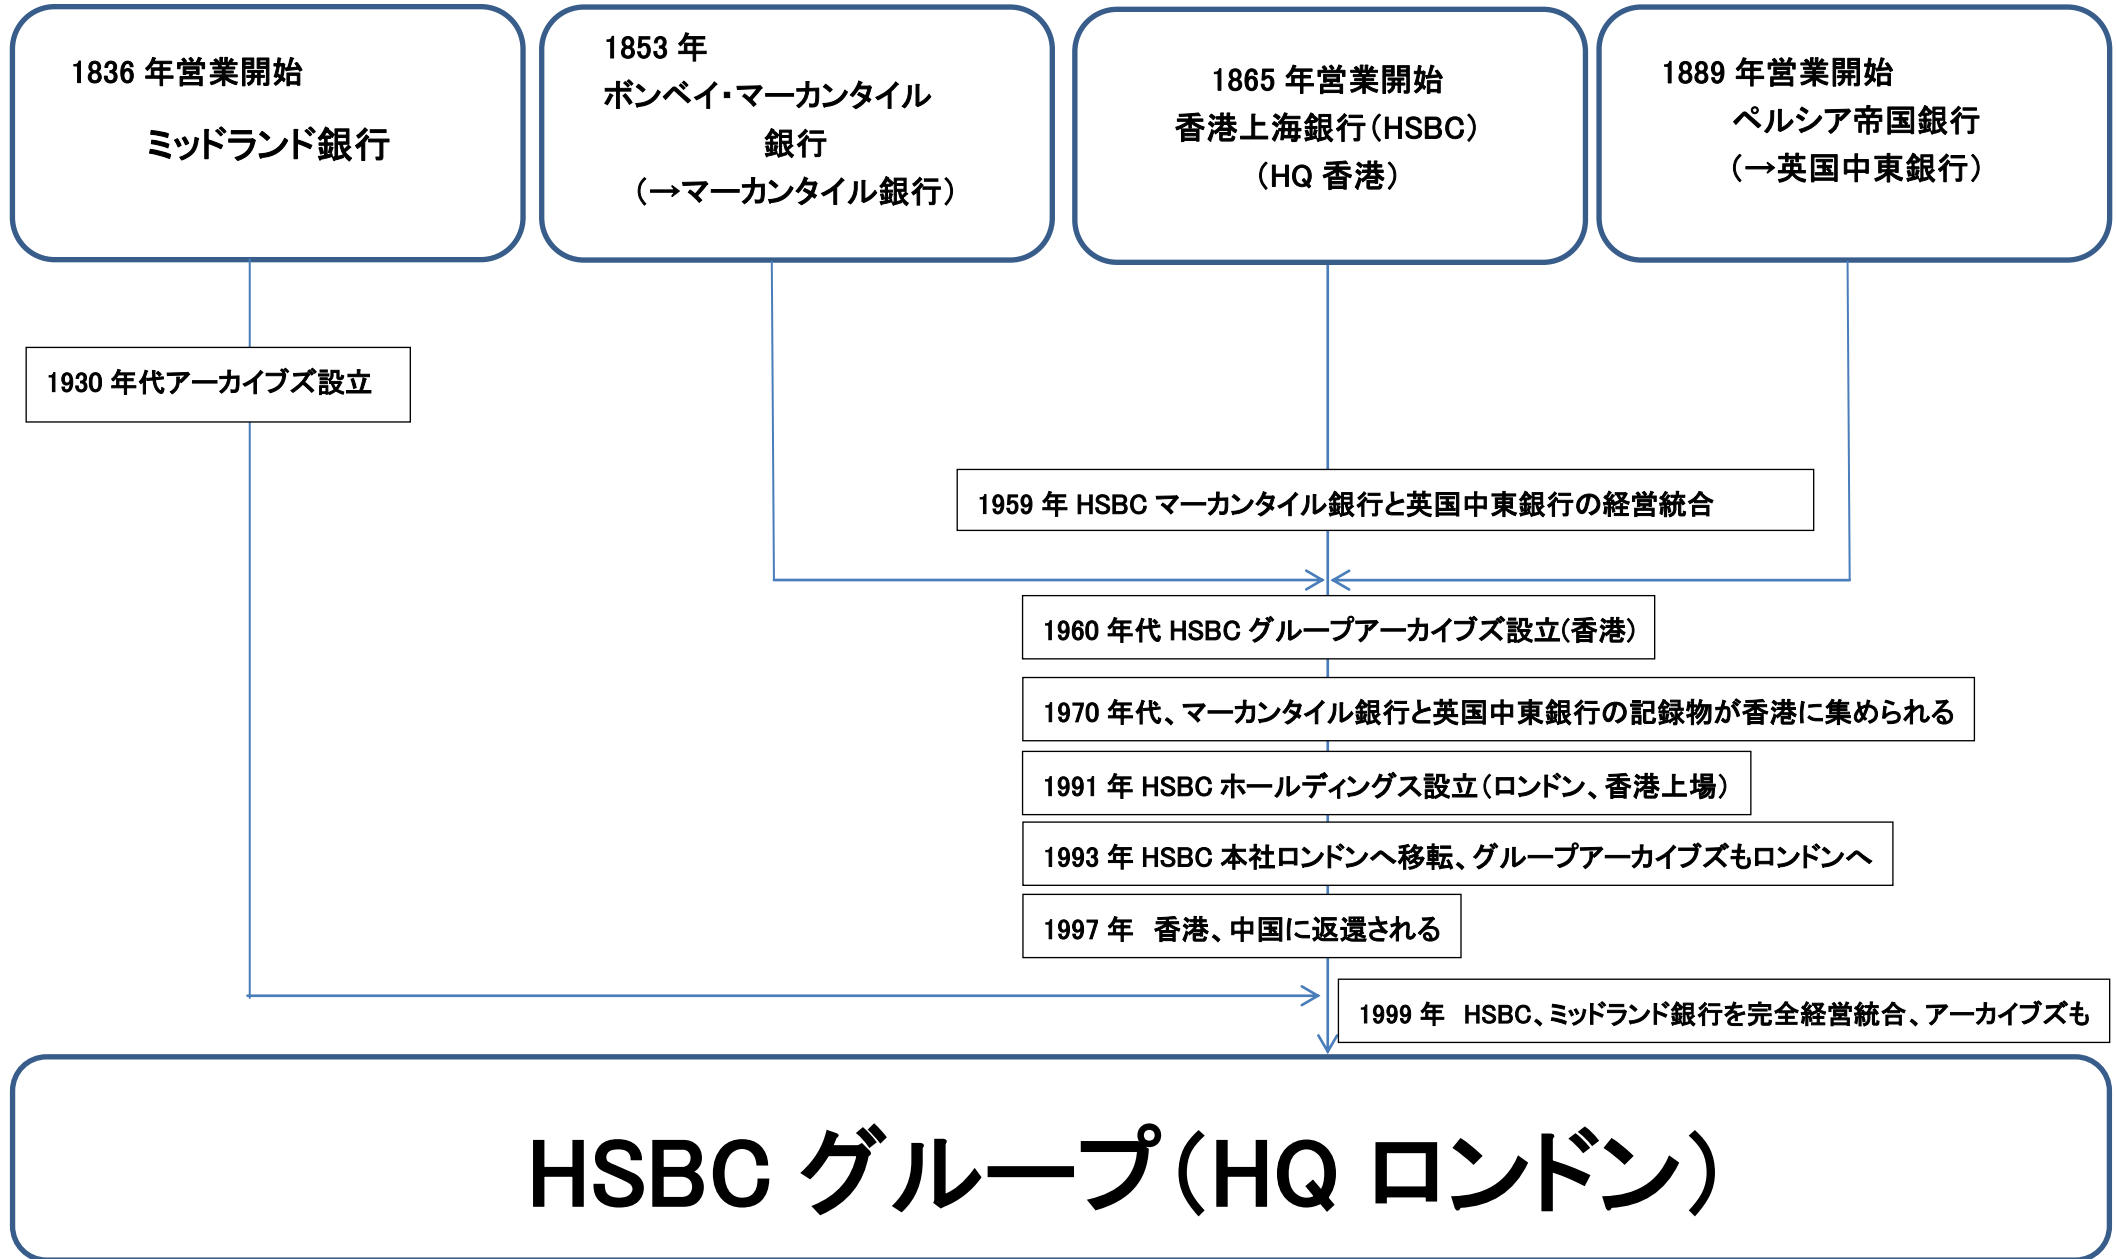 1836 年営業開始
ミッドランド銀行
1853 年
ボンベイ・マーカンタイル
銀行
(→マーカンタイル銀行)
1865 年営業開始
香港上海銀行(HSBC)
(HQ 香港)
1889 年営業開始
ペルシア帝国銀行
(→英国中東銀行)
1930 年代アーカイブズ設立
1959 年 HSBC マーカンタイル銀行と英国中東銀行の経営統合
1960 年代 HSBC グループアーカイブズ設立(香港)
1970 年代、マーカンタイル銀行と英国中東銀行の記録物が香港に集められる
1991 年 HSBC ホールディングス設立(ロンドン、香港上場)
1993 年 HSBC 本社ロンドンへ移転、グループアーカイブズもロンドンへ
1997 年　香港、中国に返還される
1999 年　HSBC、ミッドランド銀行を完全経営統合、アーカイブズも
HSBC グループ(HQ ロンドン)